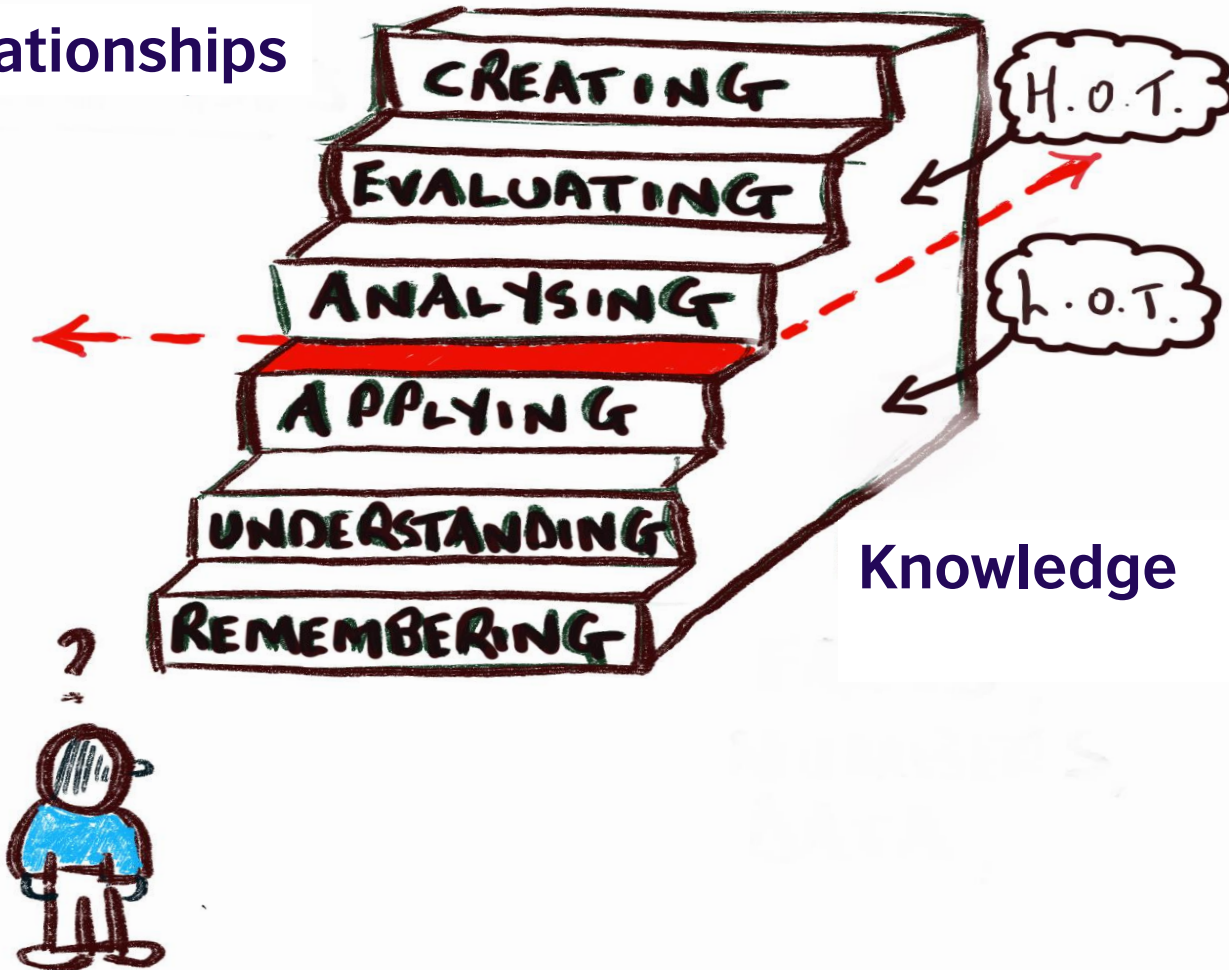 ationships
CREATING
H.O.T.
EVALUATING
ANALYSING
L.O.T.
APPLYING
UNDERSTANDING
Knowledge
REMEMBERING
?